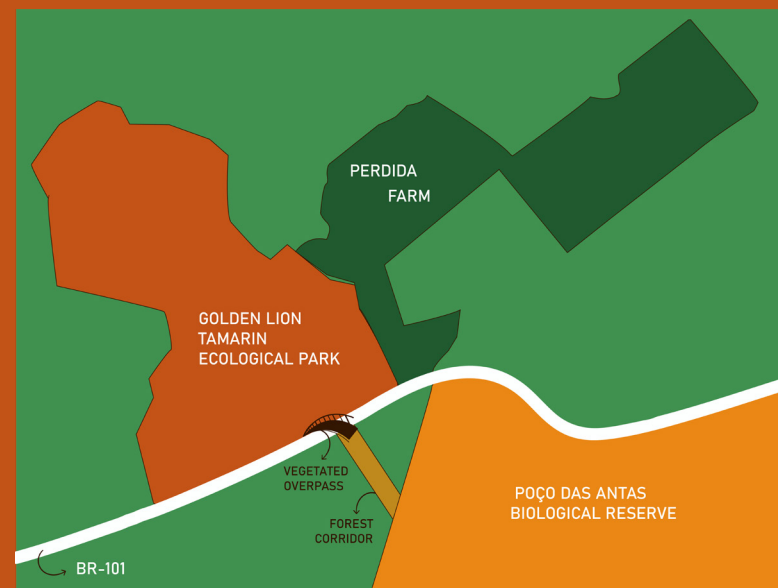 PERDIDA
FARM
GOLDEN LION
TAMARIN
ECOLOGICAL PARK
VEGETATED
OVERPASS
FOREST
CORRIDOR
POÇO DAS ANTAS
BIOLOGICAL RESERVE
BR-101